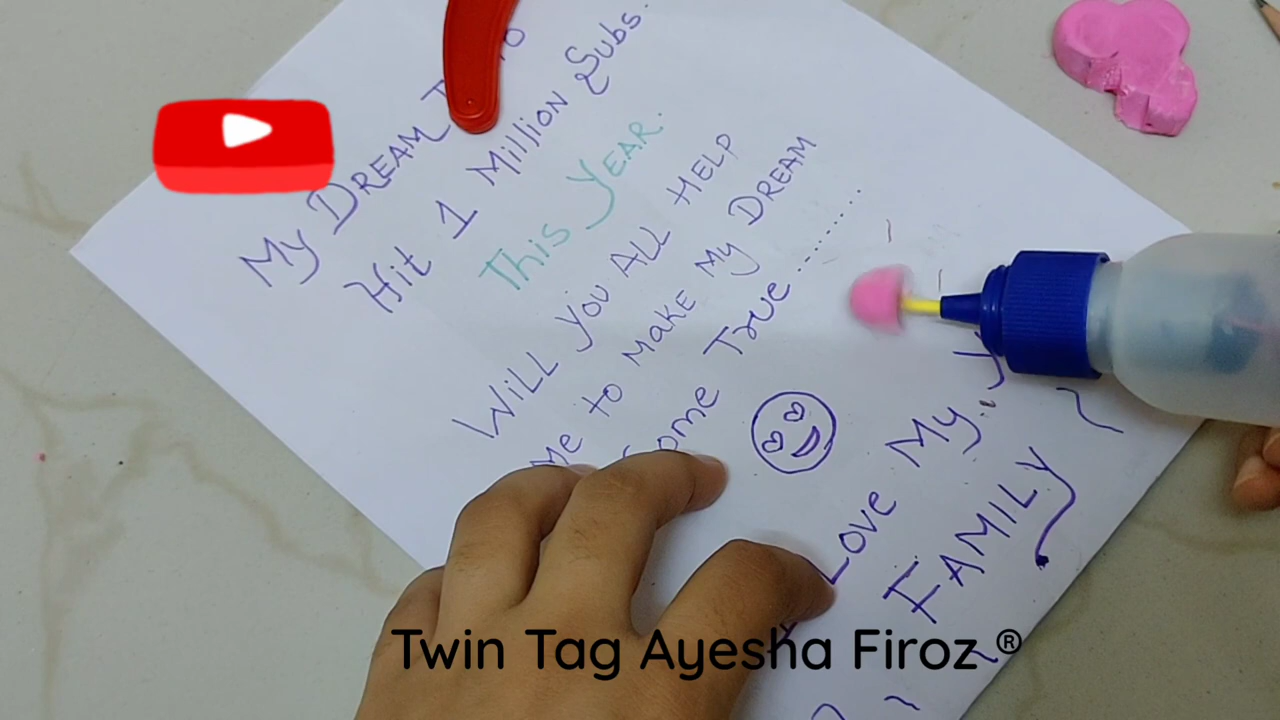 My DREAM To
Hit 1 Million Subs.
This YEAR.
WiLL you ALL HELP
Me to MAKE My DREAM
Come True..........
Love My
FAMILY
Twin Tag Ayesha Firoz ®